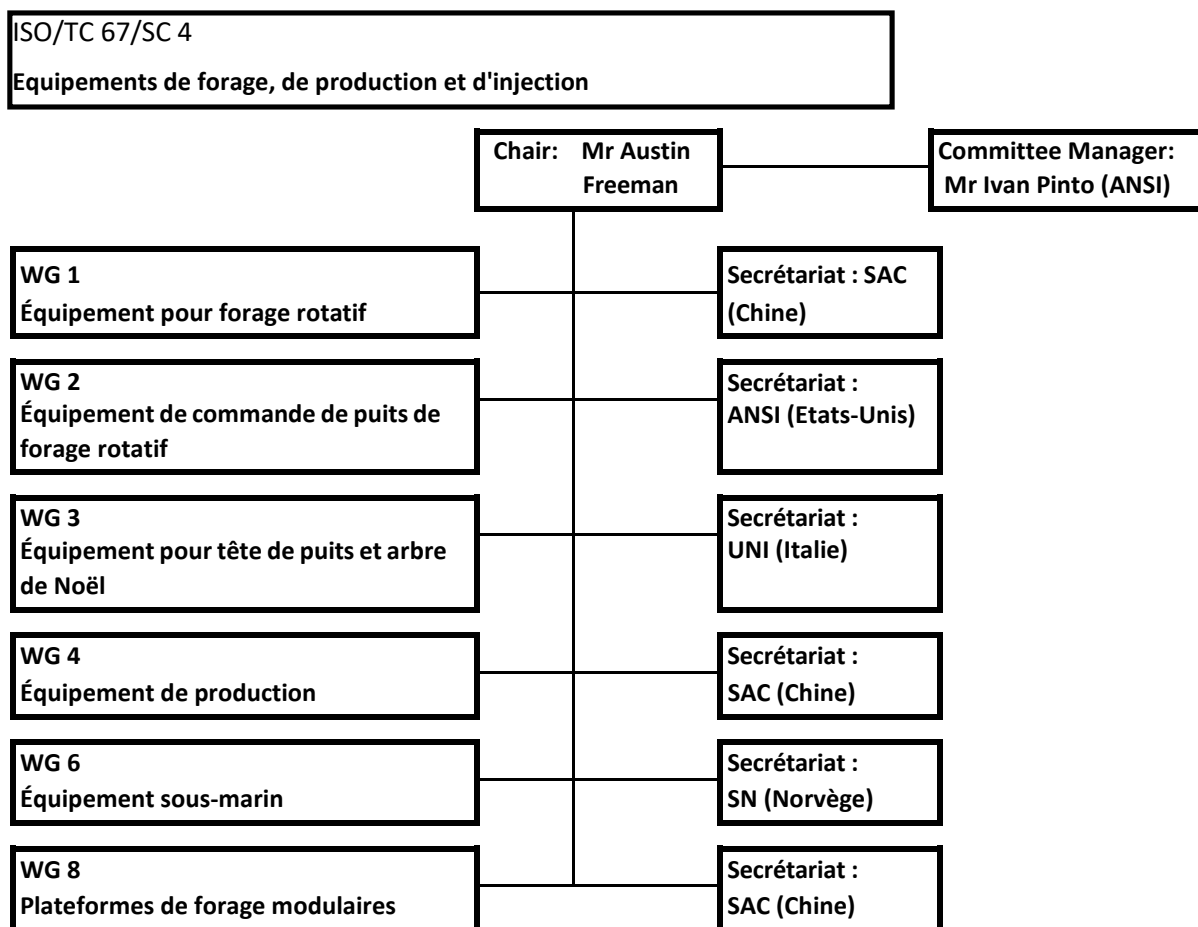 ISO/TC 67/SC 4
Equipements de forage, de production et d'injection
Chair: Mr Austin
Freeman
Committee Manager:
Mr Ivan Pinto (ANSI)
WG 1
Équipement pour forage rotatif
Secrétariat : SAC
(Chine)
WG 2
Équipement de commande de puits de
forage rotatif
Secrétariat :
ANSI (Etats-Unis)
WG 3
Équipement pour tête de puits et arbre
de Noël
Secrétariat :
UNI (Italie)
WG 4
Équipement de production
Secrétariat :
SAC (Chine)
WG 6
Équipement sous-marin
Secrétariat :
SN (Norvège)
WG 8
Plateformes de forage modulaires
Secrétariat :
SAC (Chine)